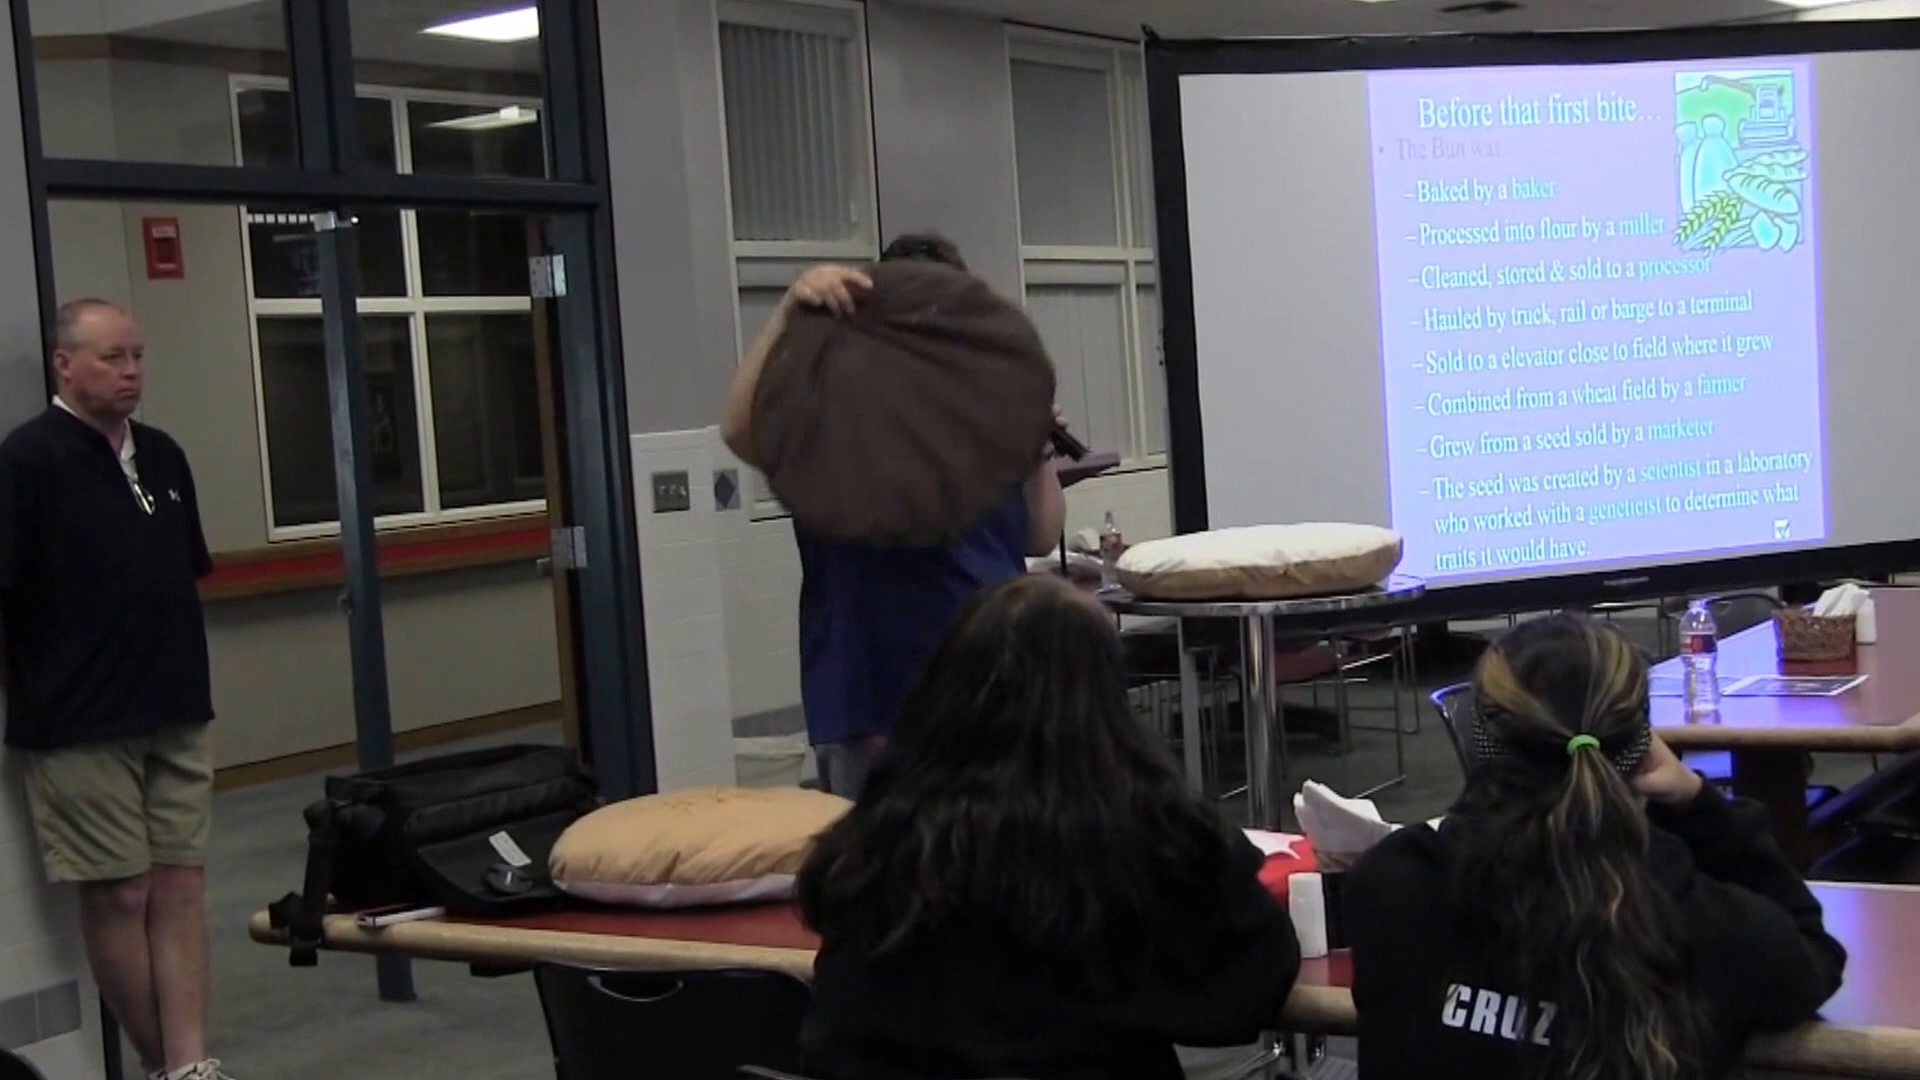 Before that first bite...
• The Bun was...
– Baked by a baker
– Processed into flour by a miller
– Cleaned, stored & sold to a processor
– Hauled by truck, rail or barge to a terminal
– Sold to a elevator close to field where it grew
– Combined from a wheat field by a farmer
– Grew from a seed sold by a marketer
– The seed was created by a scientist in a laboratory
who worked with a geneticist to determine what
traits it would have.
CRUZ